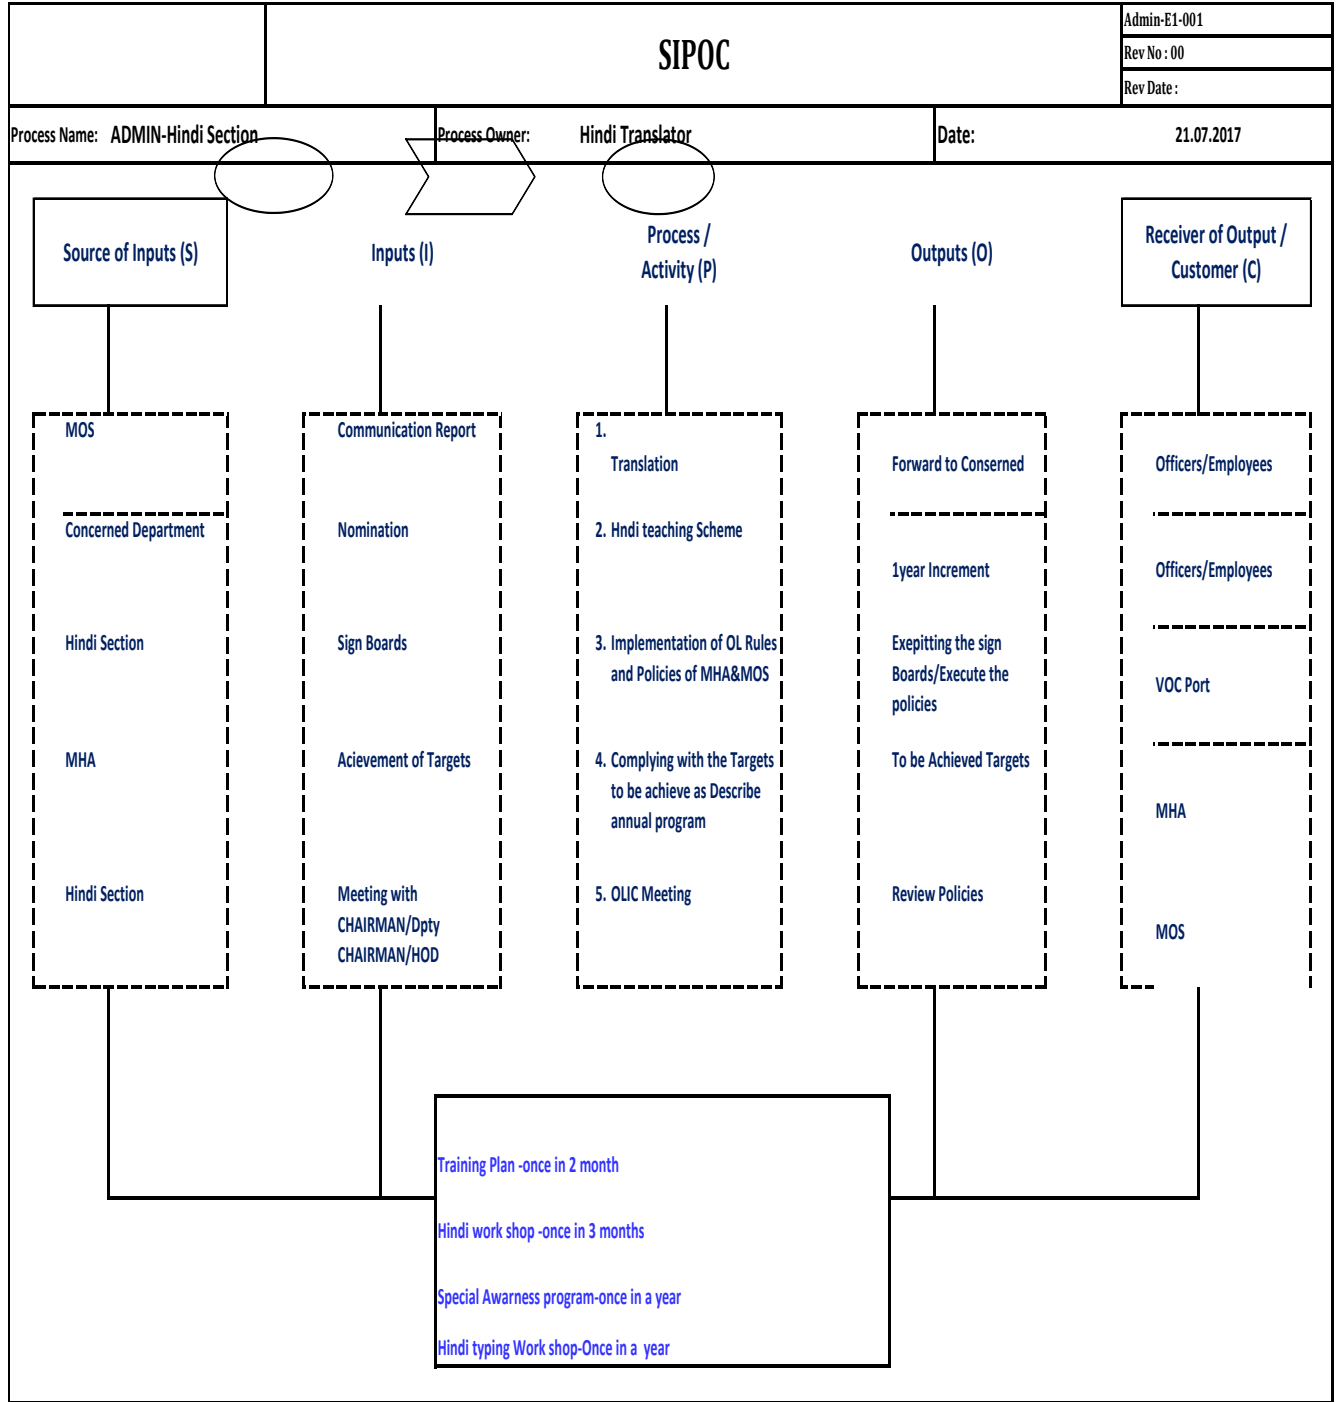 SIPOC
Admin-E1-001
Rev No : 00
Rev Date :
Process Name: ADMIN-Hindi Section
Process Owner: Hindi Translator
Date: 21.07.2017
Source of Inputs (S)
Inputs (I)
Process /
Activity (P)
Outputs (O)
Receiver of Output /
Customer (C)
MOS
Concerned Department
Hindi Section
MHA
Hindi Section
Communication Report
Nomination
Sign Boards
Acievement of Targets
Meeting with
CHAIRMAN/Dpty
CHAIRMAN/HOD
1.
Translation
2. Hndi teaching Scheme
3. Implementation of OL Rules
and Policies of MHA&MOS
4. Complying with the Targets
to be achieve as Describe
annual program
5. OLIC Meeting
Forward to Conserned
1year Increment
Exepitting the sign
Boards/Execute the
policies
To be Achieved Targets
Review Policies
Officers/Employees
Officers/Employees
VOC Port
MHA
MOS
Training Plan -once in 2 month
Hindi work shop -once in 3 months
Special Awarness program-once in a year
Hindi typing Work shop-Once in a  year